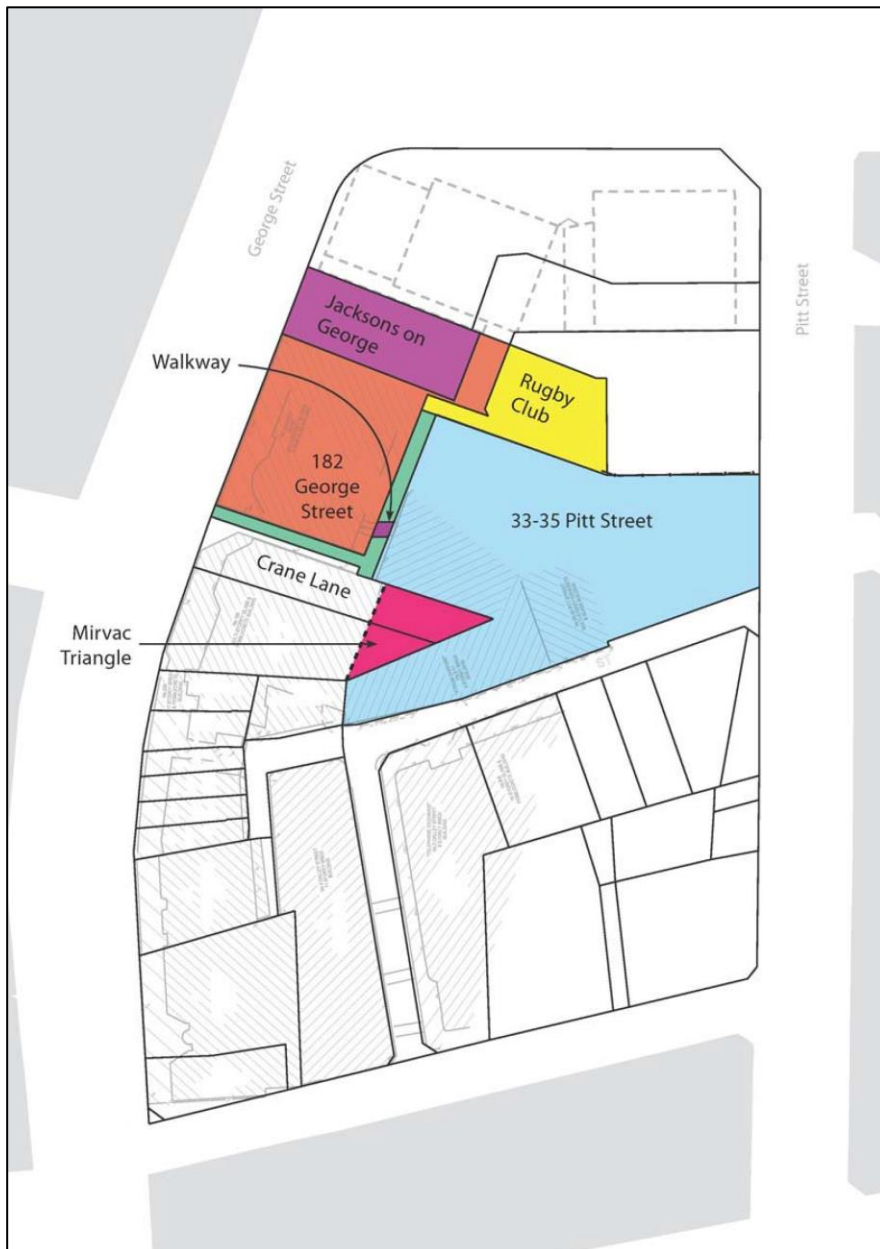 George Street
Pitt Street
Jacksons on
George
Walkway
Rugby
Club
182
George
Street
33-35 Pitt Street
Crane Lane
Mirvac
Triangle